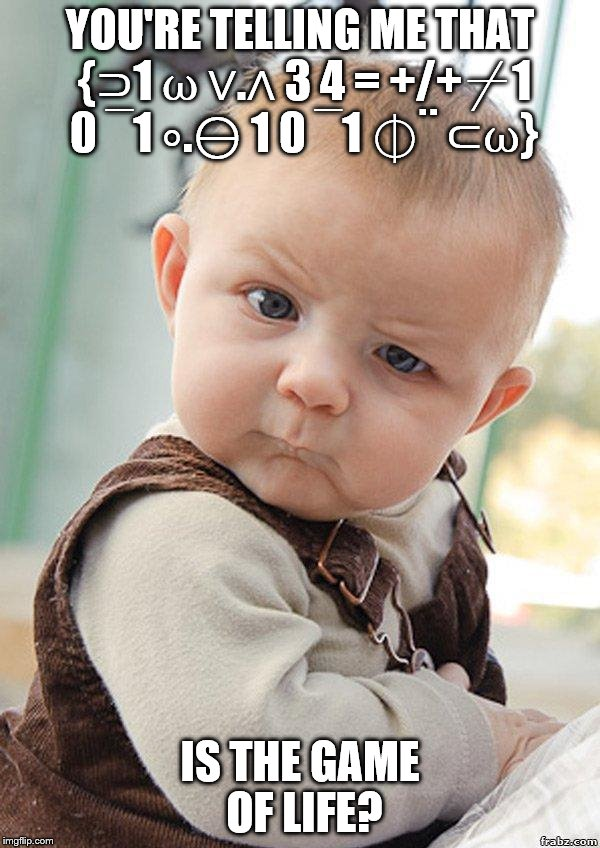 YOU'RE TELLING ME THAT
{⊃1 ω ∨.∧ 3 4 = +/+⌿1
0 ¯1 ∘.⊖ 1 0 ¯1 ⌽¨ ⊂ω}
IS THE GAME
OF LIFE?
imgflip.com
frabz.com